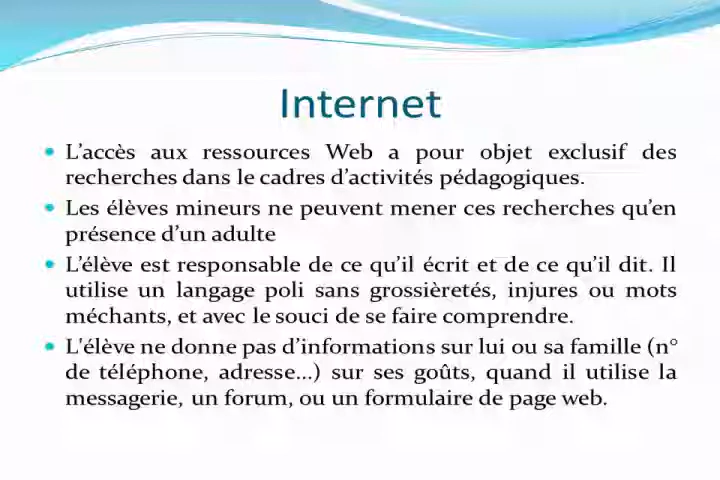 Internet
• L’accès aux ressources Web a pour objet exclusif des
recherches dans le cadres d’activités pédagogiques.
• Les élèves mineurs ne peuvent mener ces recherches qu’en
présence d’un adulte
• L’élève est responsable de ce qu’il écrit et de ce qu’il dit. Il
utilise un langage poli sans grossièretés, injures ou mots
méchants, et avec le souci de se faire comprendre.
• L'élève ne donne pas d’informations sur lui ou sa famille (n°
de téléphone, adresse...) sur ses goûts, quand il utilise la
messagerie, un forum, ou un formulaire de page web.